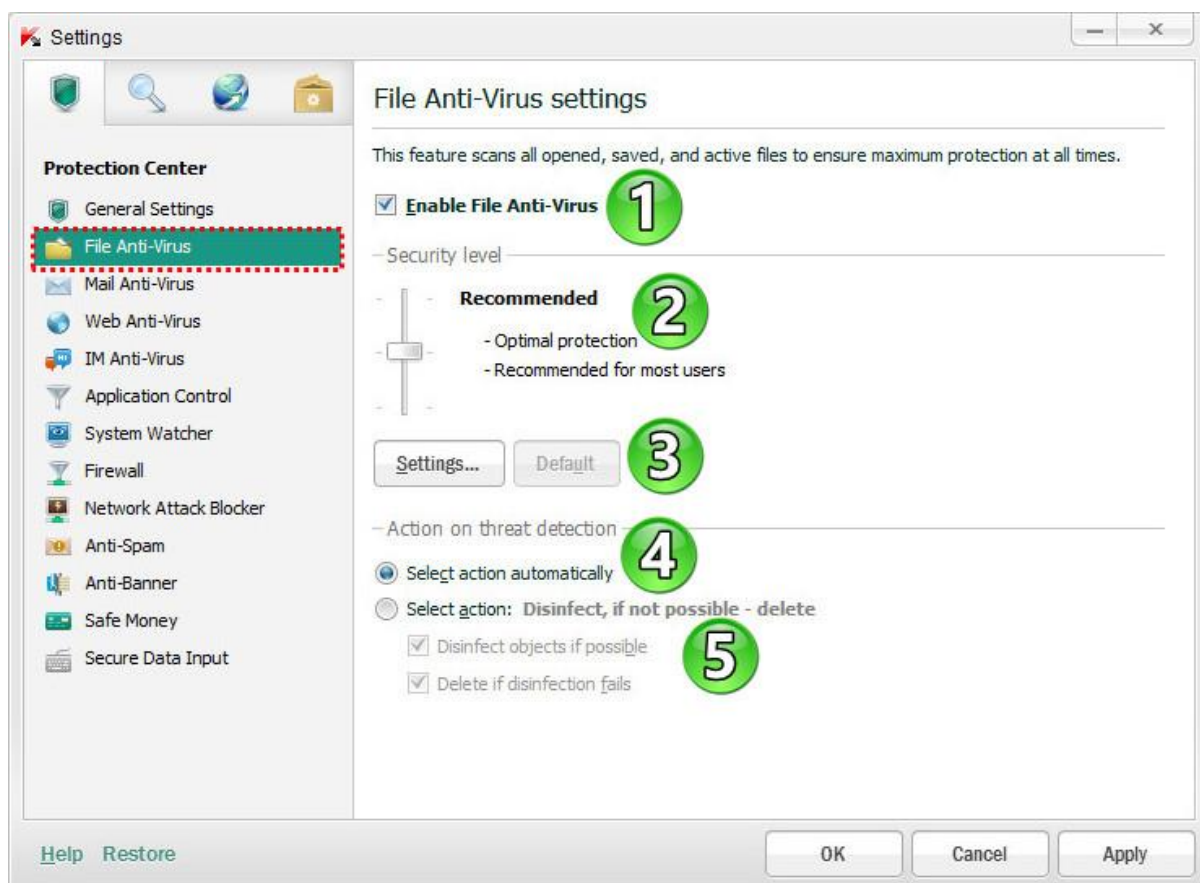 Settings
Protection Center
General Settings
File Anti-Virus
Mail Anti-Virus
Web Anti-Virus
IM Anti-Virus
Application Control
System Watcher
Firewall
Network Attack Blocker
Anti-Spam
Anti-Banner
Safe Money
Secure Data Input
File Anti-Virus settings
This feature scans all opened, saved, and active files to ensure maximum protection at all times.
Enable File Anti-Virus 1
Security level
Recommended 2
- Optimal protection
- Recommended for most users
Settings... Default 3
Action on threat detection
4
Select action automatically
Select action: Disinfect, if not possible - delete
Disinfect objects if possible 5
Delete if disinfection fails
Help Restore OK Cancel Apply